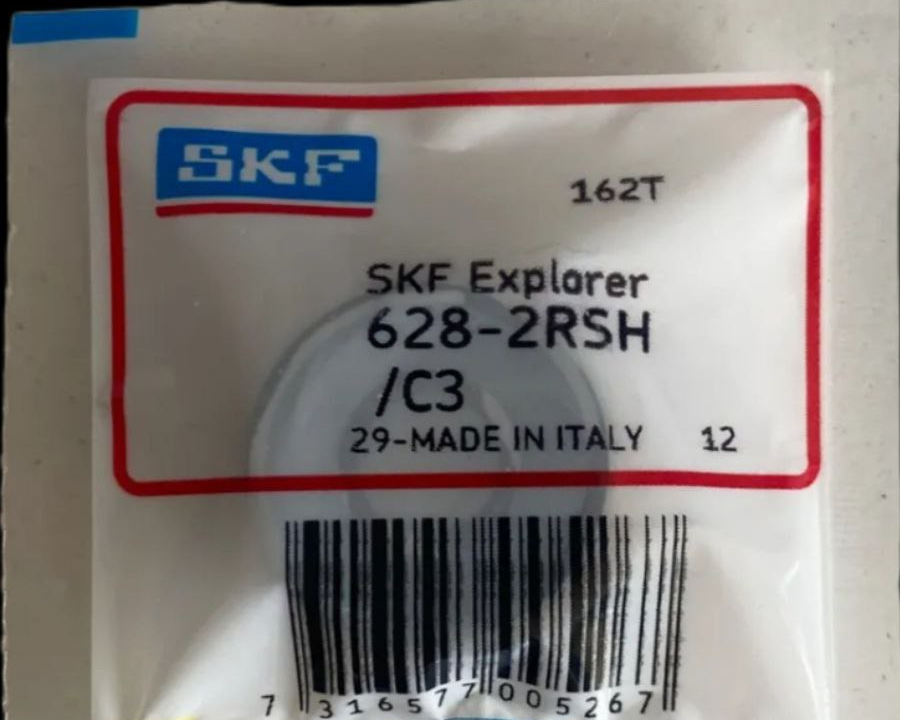 SKF
162T
SKF Explorer
628-2RSH
/C3
29-MADE IN ITALY 12
7 316577 005267